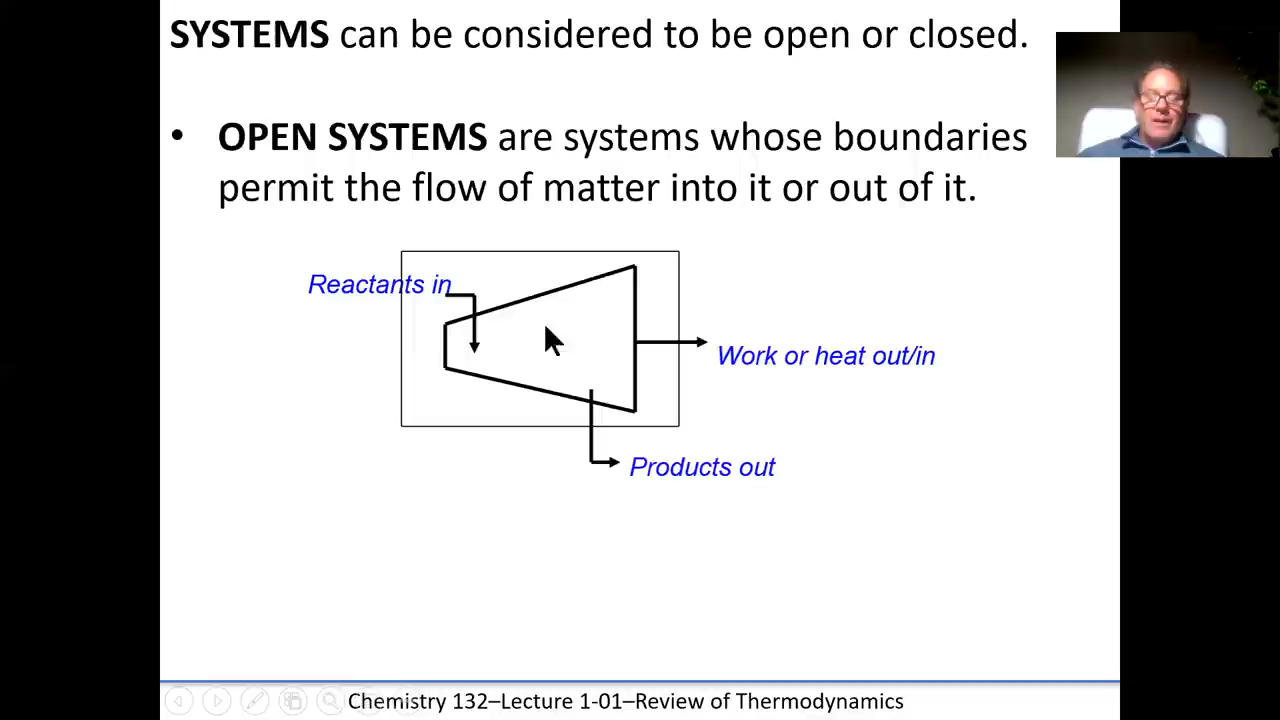 SYSTEMS can be considered to be open or closed.
• OPEN SYSTEMS are systems whose boundaries
permit the flow of matter into it or out of it.
Reactants in
Work or heat out/in
Products out
Chemistry 132–Lecture 1-01–Review of Thermodynamics